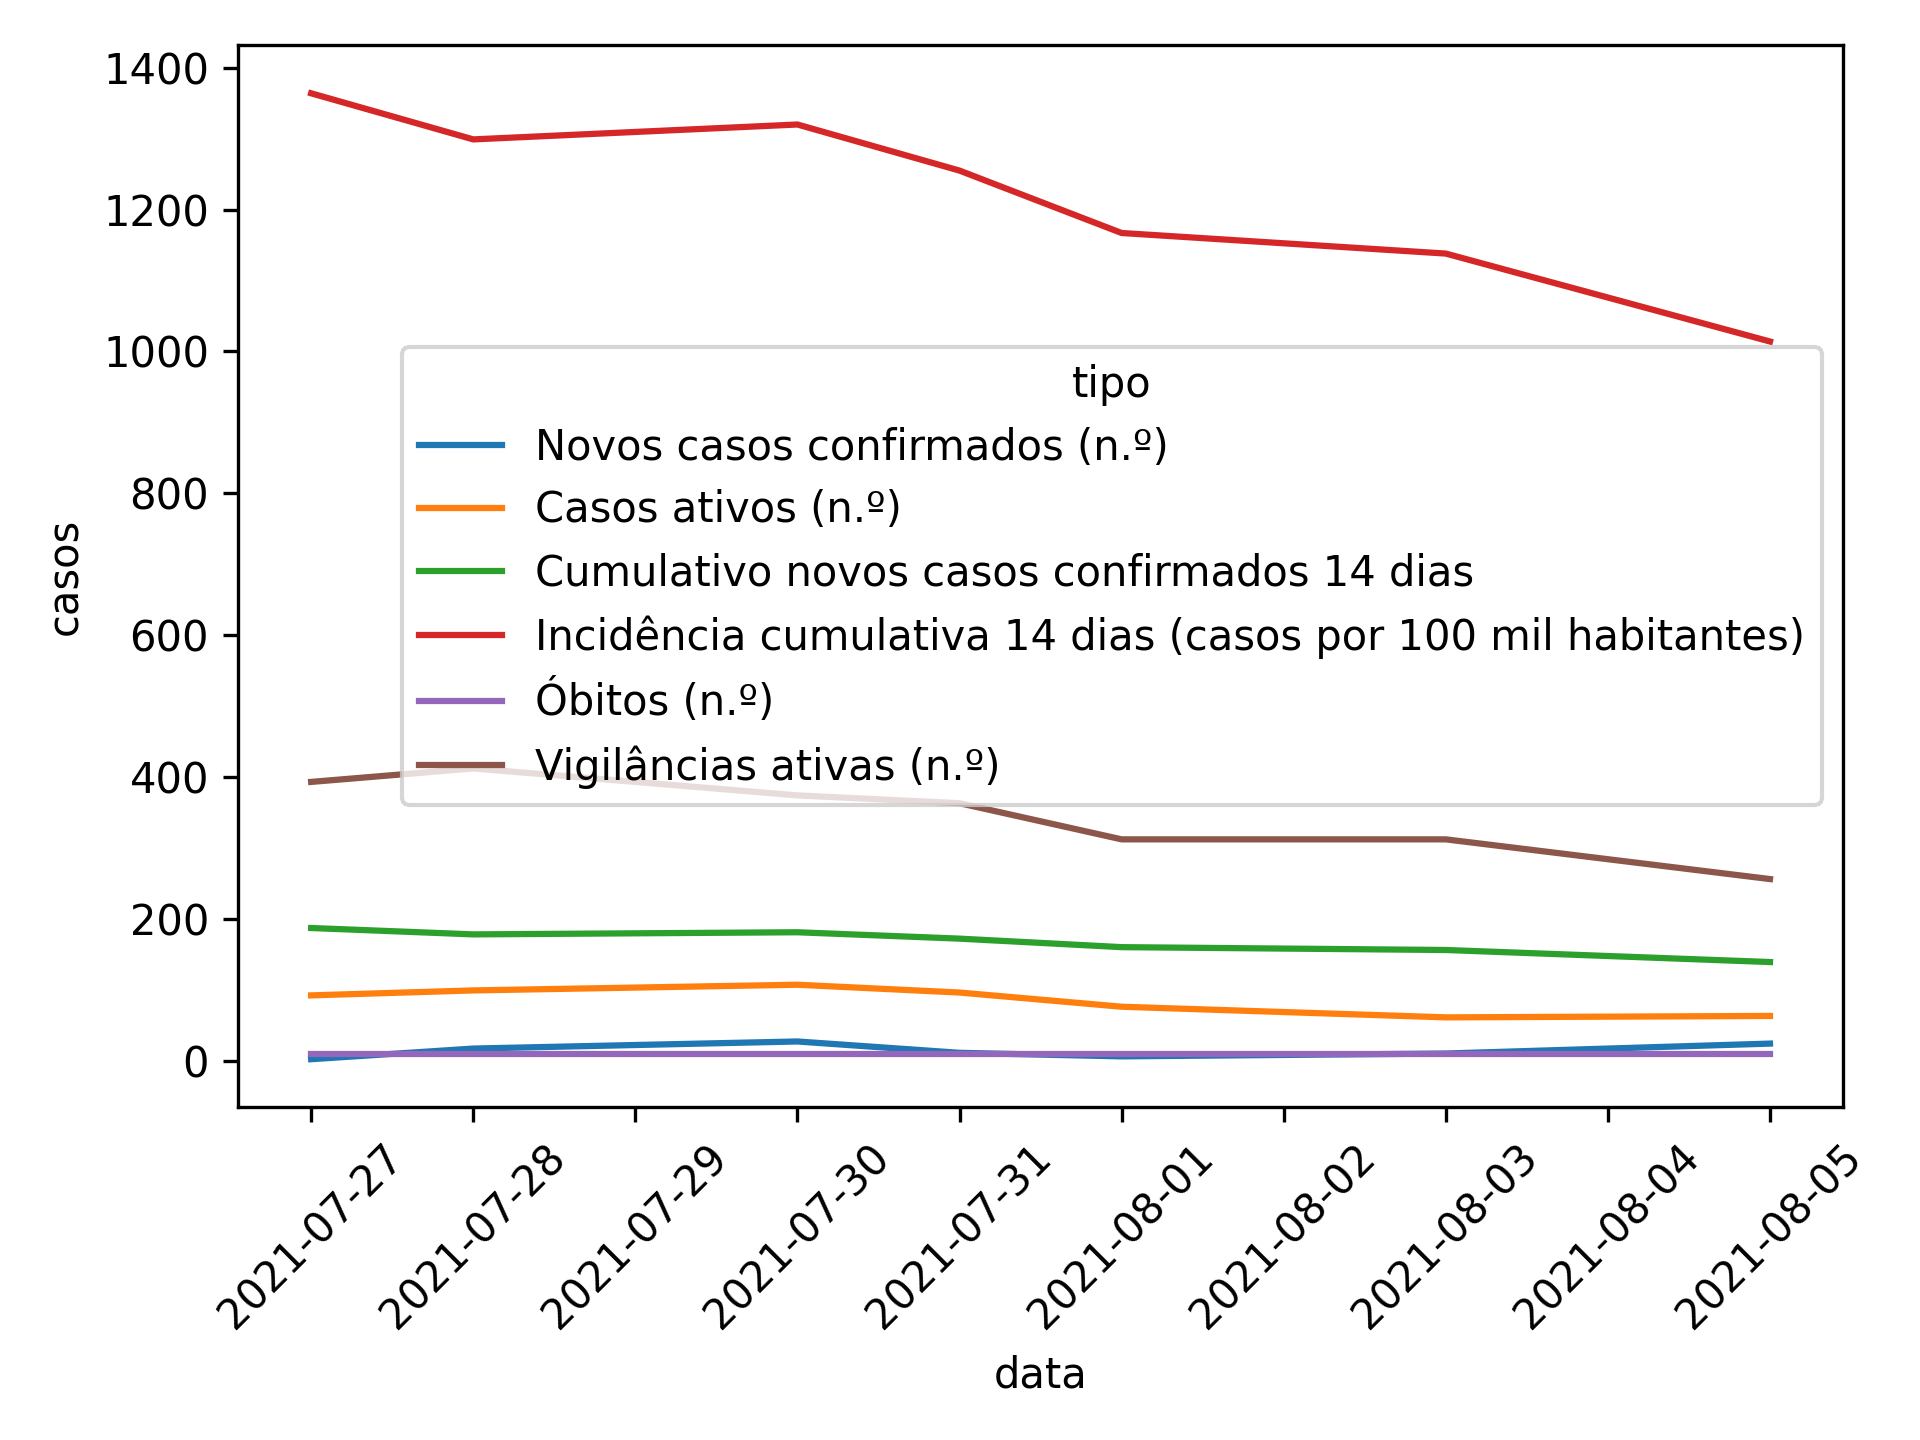 1400
1200
1000
800
600
400
200
0
casos
tipo
Novos casos confirmados (n.º)
Casos ativos (n.º)
Cumulativo novos casos confirmados 14 dias
Incidência cumulativa 14 dias (casos por 100 mil habitantes)
Óbitos (n.º)
Vigilâncias ativas (n.º)
2021-07-27
2021-07-28
2021-07-29
2021-07-30
2021-07-31
2021-08-01
2021-08-02
2021-08-03
2021-08-04
2021-08-05
data